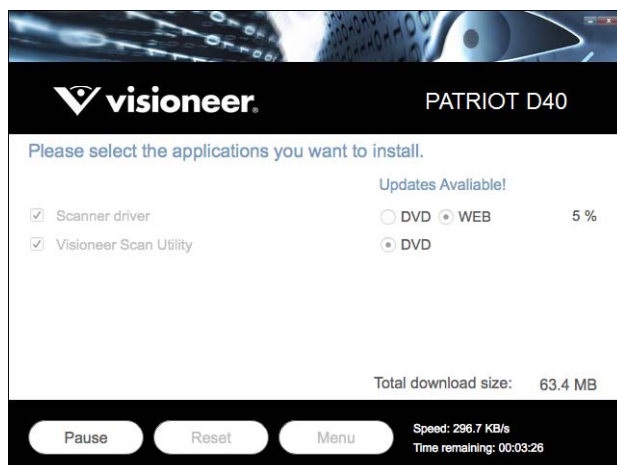 visioneer.
PATRIOT D40
Please select the applications you want to install.
Updates Avaliable!
Scanner driver
DVD WEB 5 %
Visioneer Scan Utility
DVD
Total download size: 63.4 MB
Pause Reset Menu
Speed: 296.7 KB/s
Time remaining: 00:03:26